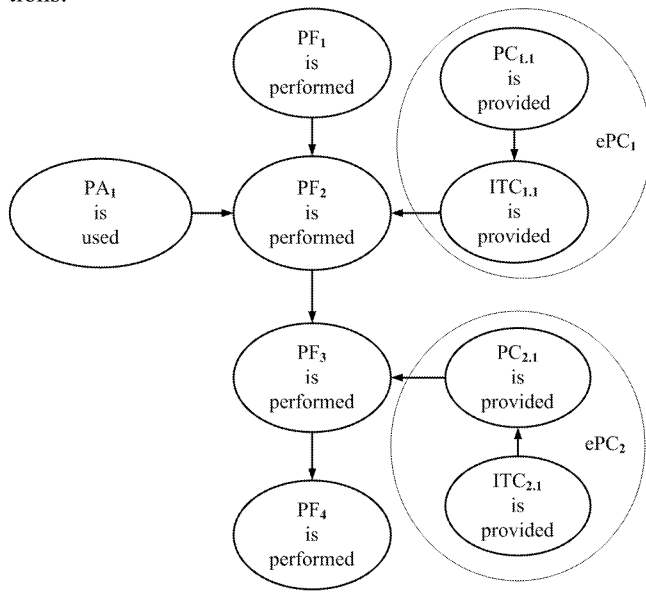 tions.
PF1
is
performed
PC1.1
is
provided
ePC1
PA1
is
used
PF2
is
performed
ITC1.1
is
provided
PF3
is
performed
PC2.1
is
provided
ePC2
ITC2.1
is
provided
PF4
is
performed